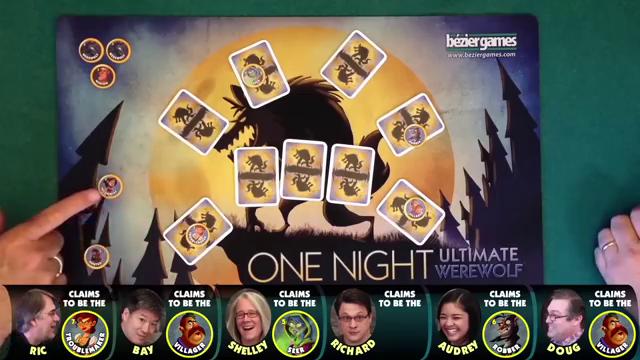 béziergames
www.beziergames.com
ONE NIGHT
ULTIMATE
WEREWOLF
CLAIMS
TO BE THE
TROUBLEMAKER
RIC
CLAIMS
TO BE THE
VILLAGER
BAY
CLAIMS
TO BE THE
SEER
SHELLEY
CLAIMS
TO BE THE
RICHARD
CLAIMS
TO BE THE
ROBBER
AUDREY
CLAIMS
TO BE THE
VILLAGER
DOUG